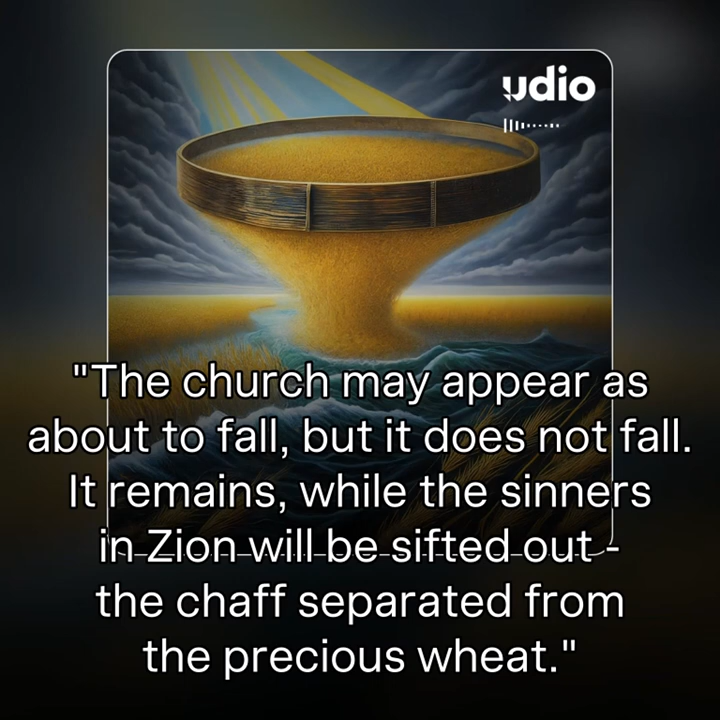 udio
"The church may appear as
about to fall, but it does not fall.
It remains, while the sinners
in Zion will be sifted out -
the chaff separated from
the precious wheat."